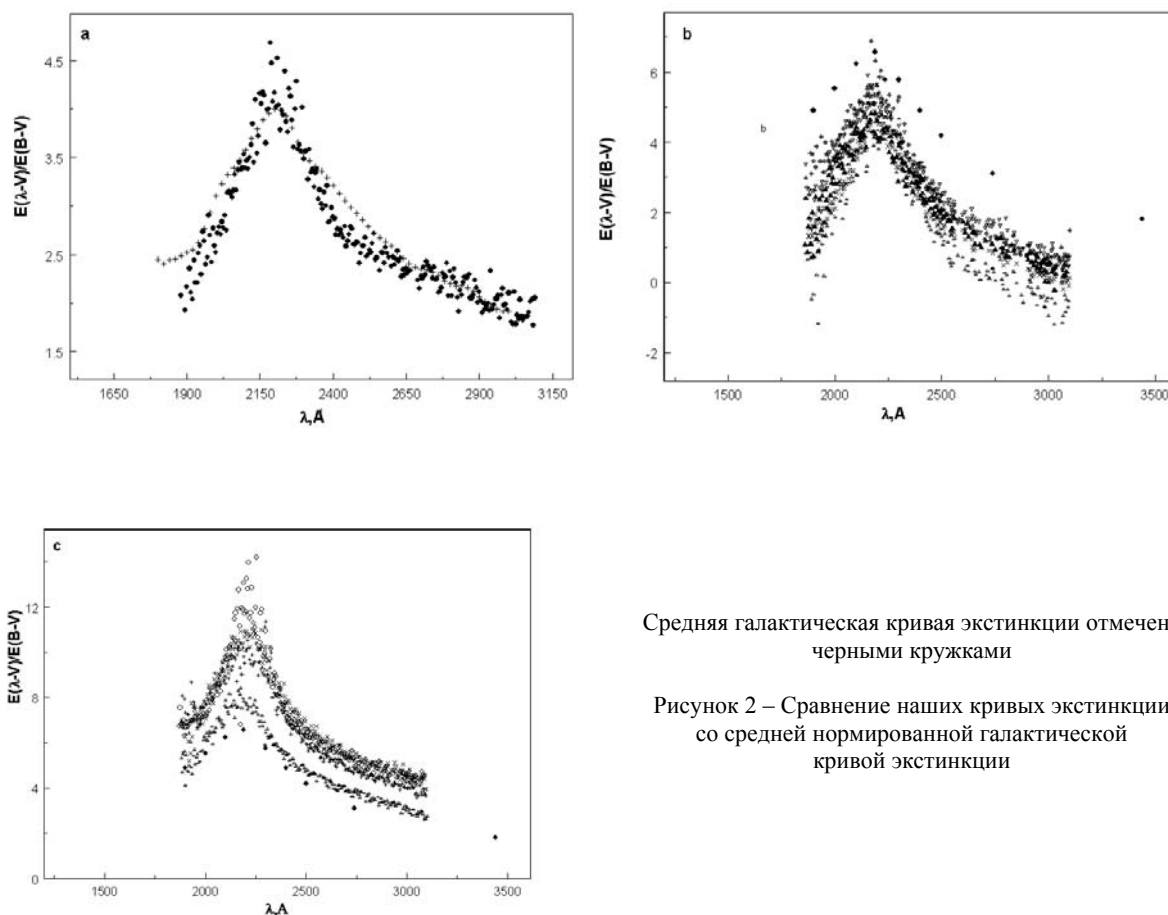 a
4.5
3.5
2.5
1.5
E(λ-V)/E(B-V)
1650 1900 2150 2400 2650 2900 3150
λ,Å
b
6
4
2
0
-2
b
E(λ-V)/E(B-V)
1500 2000 2500 3000 3500
λ,Å
c
12
8
4
0
E(λ-V)/E(B-V)
1500 2000 2500 3000 3500
λ,A
Средняя галактическая кривая экстинкции отмечен
черными кружками
Рисунок 2 – Сравнение наших кривых экстинкции
со средней нормированной галактической
кривой экстинкции